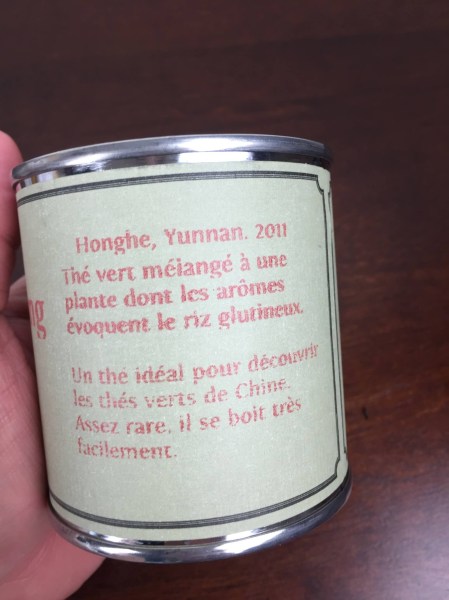 Honghe, Yunnan. 2011
Thé vert mélangé à une
plante dont les arômes
évoquent le riz glutineux.
Un thé idéal pour découvrir
les thés verts de Chine.
Assez rare, il se boit très
facilement.